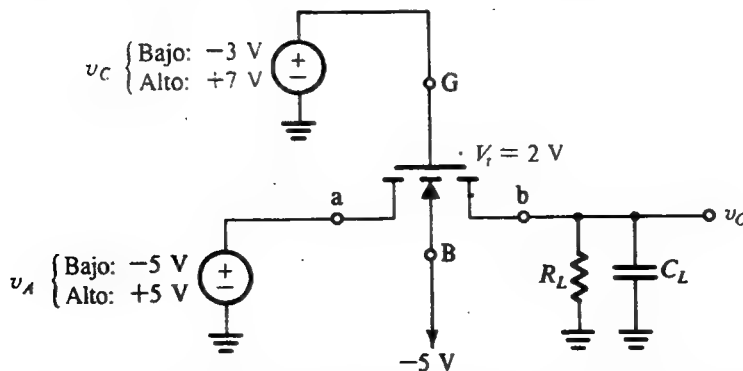 v_C { Bajo: −3 V
Alto: +7 V
+
−
G
V_t = 2 V
a
b
v_O
v_A { Bajo: −5 V
Alto: +5 V
+
−
B
R_L
C_L
−5 V